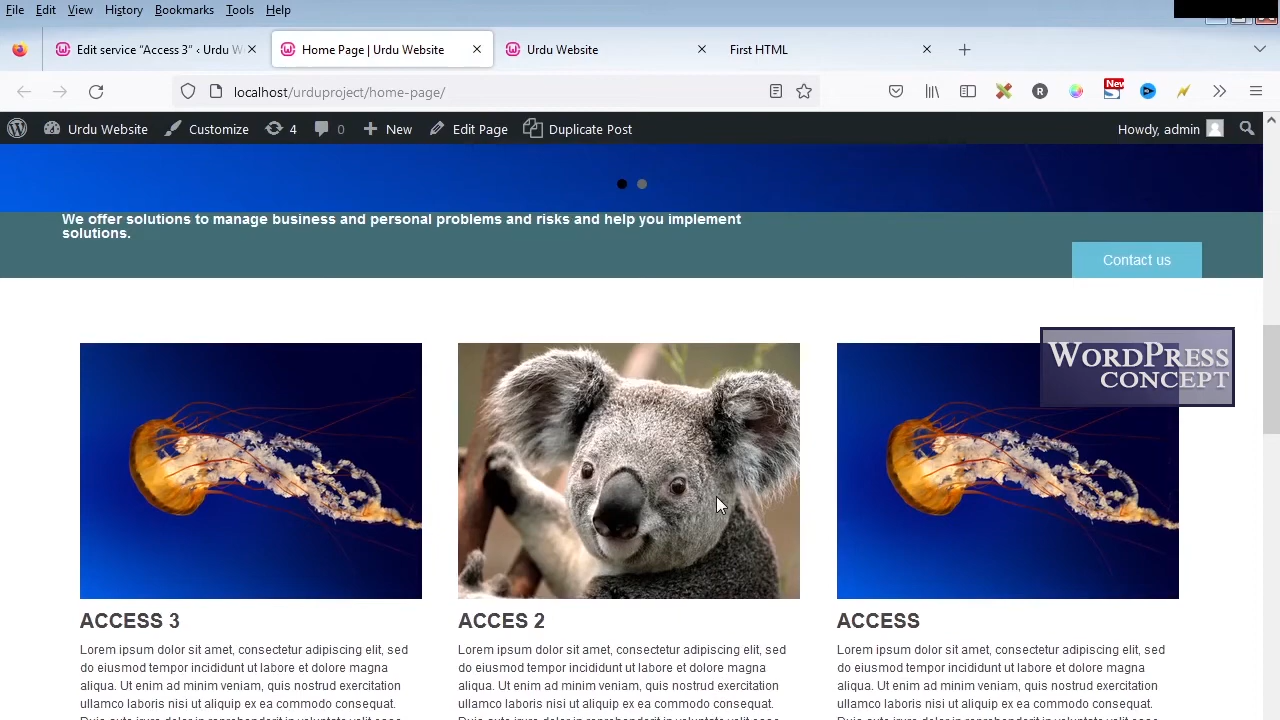 File Edit View History Bookmarks Tools Help
Edit service “Access 3” ‹ Urdu W
Home Page | Urdu Website
Urdu Website
First HTML
localhost/urduproject/home-page/
New
Urdu Website Customize 4 0 New Edit Page Duplicate Post Howdy, admin
We offer solutions to manage business and personal problems and risks and help you implement
solutions.
Contact us
WORDPRESS
CONCEPT
ACCESS 3
Lorem ipsum dolor sit amet, consectetur adipiscing elit, sed
do eiusmod tempor incididunt ut labore et dolore magna
aliqua. Ut enim ad minim veniam, quis nostrud exercitation
ullamco laboris nisi ut aliquip ex ea commodo consequat.
ACCES 2
Lorem ipsum dolor sit amet, consectetur adipiscing elit, sed
do eiusmod tempor incididunt ut labore et dolore magna
aliqua. Ut enim ad minim veniam, quis nostrud exercitation
ullamco laboris nisi ut aliquip ex ea commodo consequat.
ACCESS
Lorem ipsum dolor sit amet, consectetur adipiscing elit, sed
do eiusmod tempor incididunt ut labore et dolore magna
aliqua. Ut enim ad minim veniam, quis nostrud exercitation
ullamco laboris nisi ut aliquip ex ea commodo consequat.